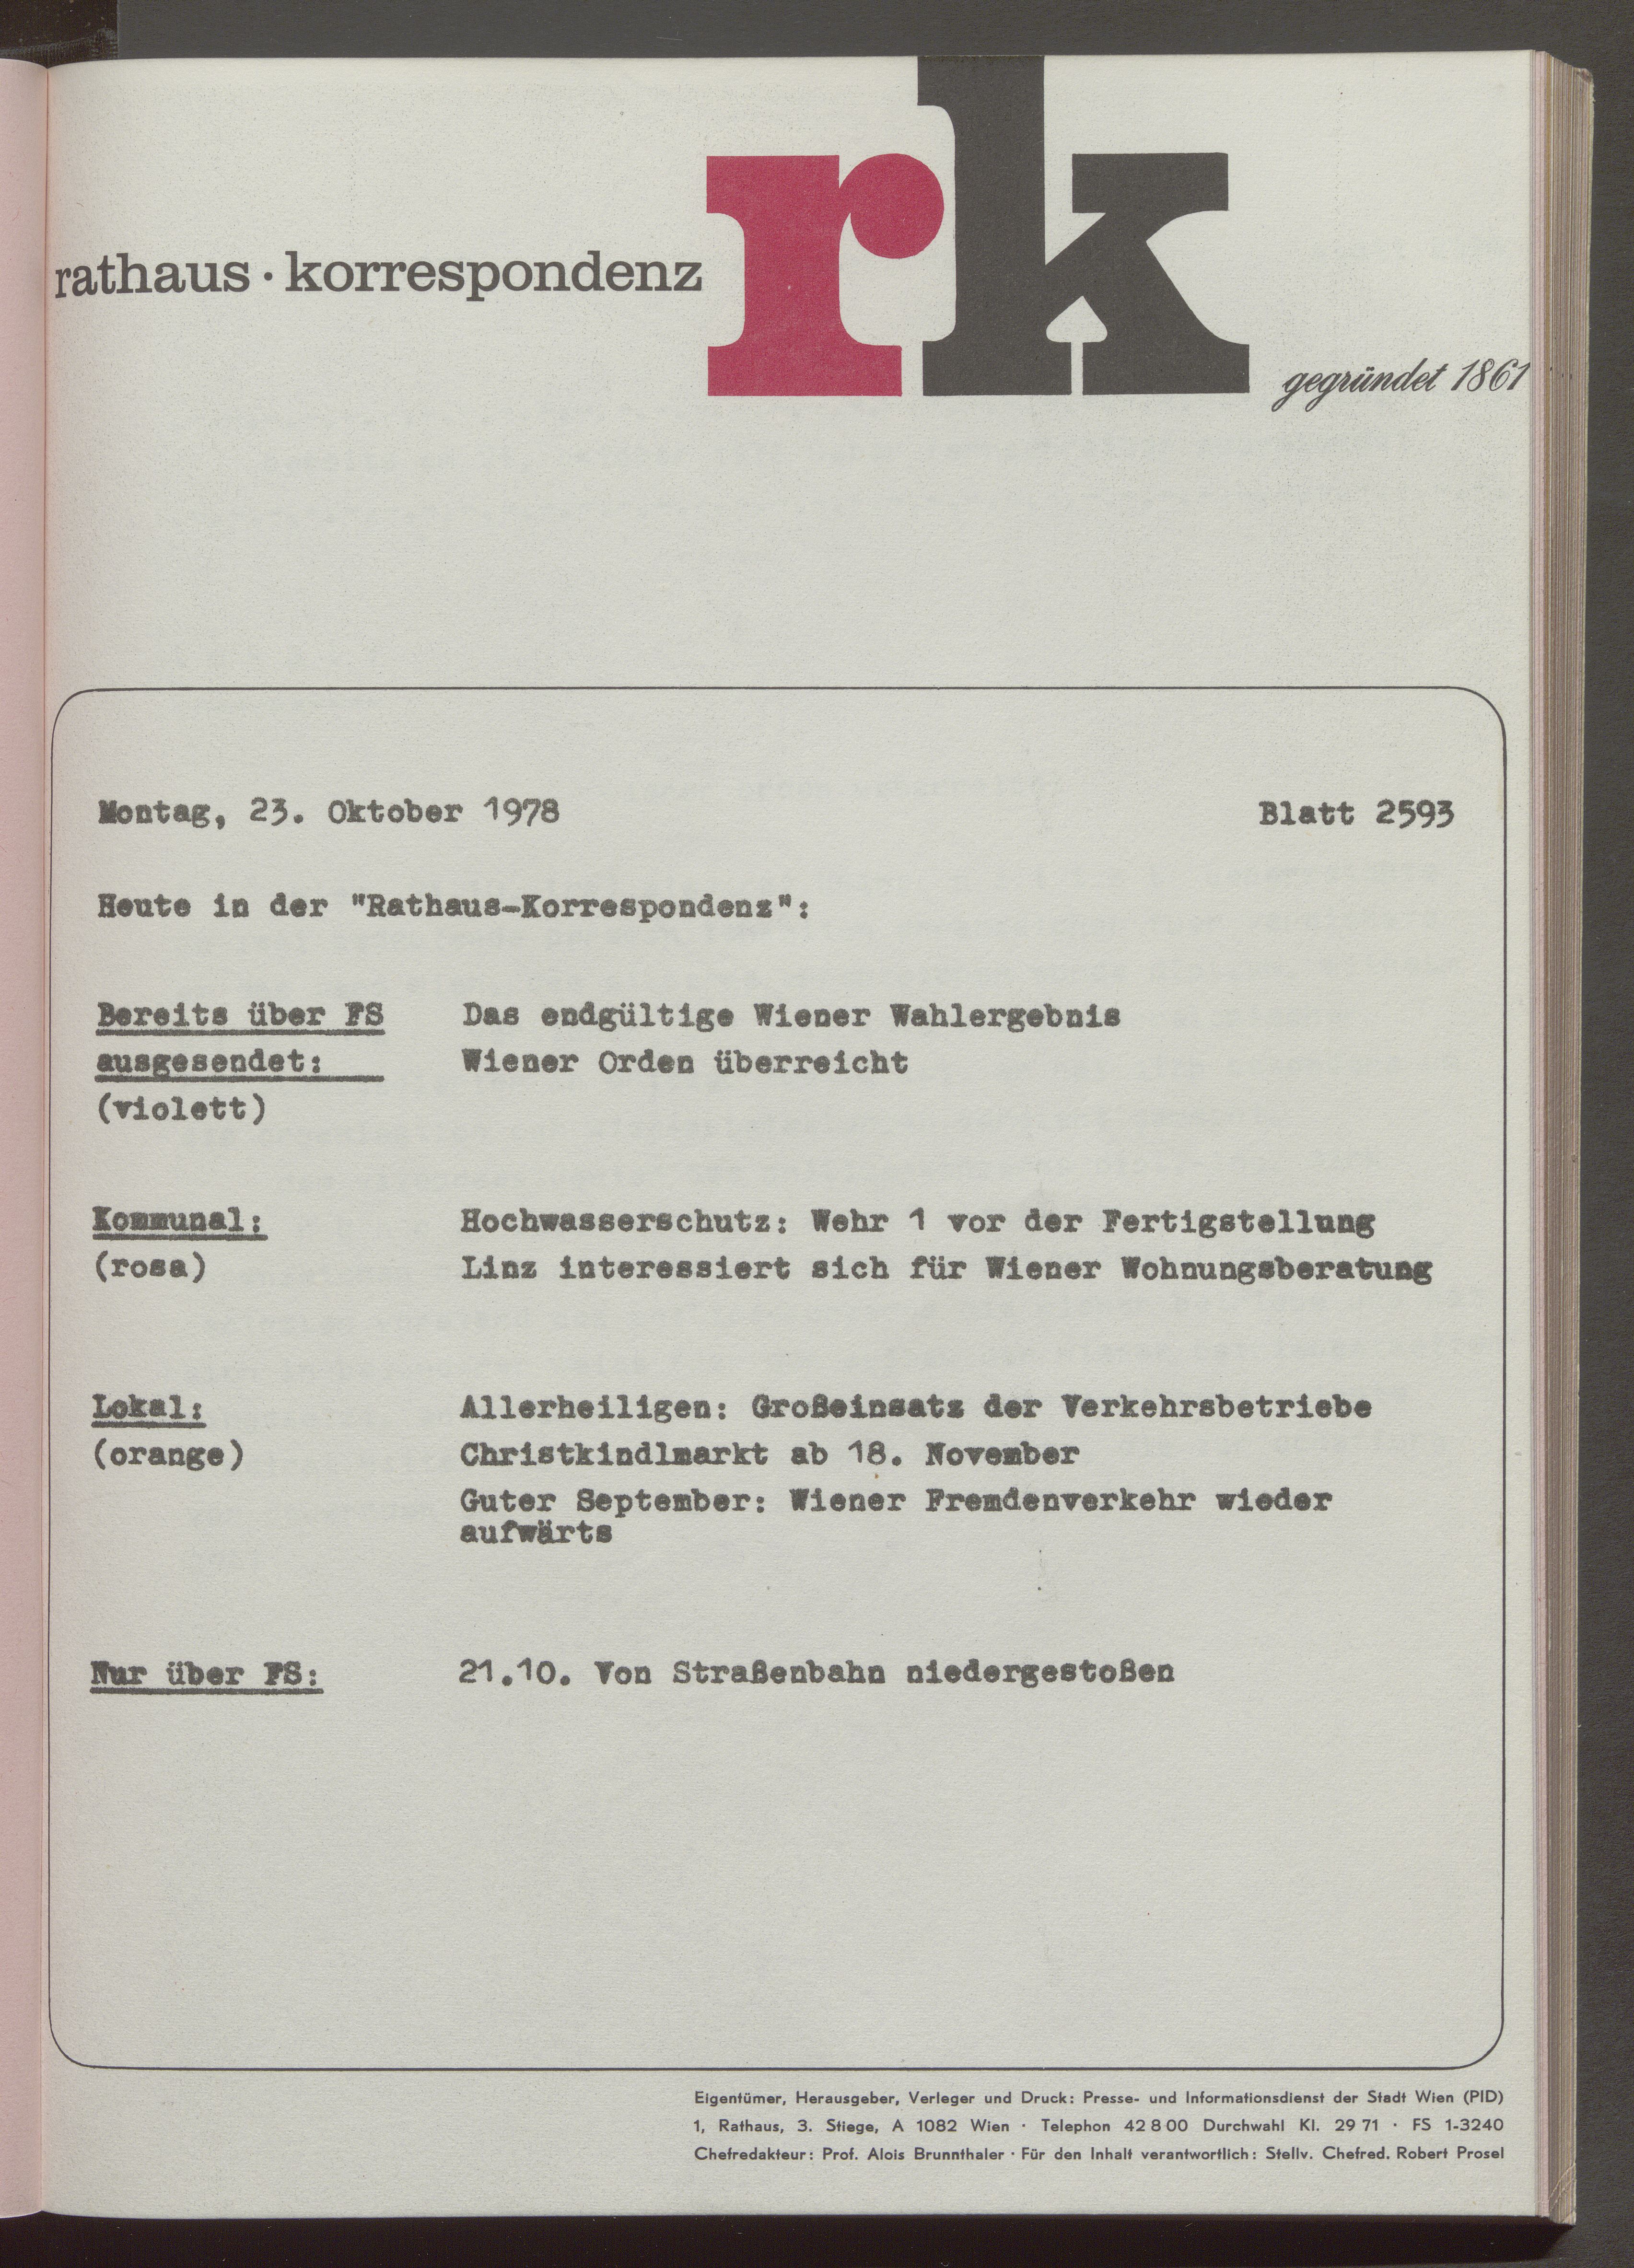 rk
rathaus · korrespondenz
gegründet 1861
Montag, 23. Oktober 1978 Blatt 2593
Heute in der "Rathaus-Korrespondenz":
Bereits über FS Das endgültige Wiener Wahlergebnis
ausgesendet: Wiener Orden überreicht
(violett)
Kommunal: Hochwasserschutz: Wehr 1 vor der Fertigstellung
(rosa) Linz interessiert sich für Wiener Wohnungsberatung
Lokal: Allerheiligen: Großeinsatz der Verkehrsbetriebe
(orange) Christkindlmarkt ab 18. November
Guter September: Wiener Fremdenverkehr wieder
aufwärts
Nur über FS: 21.10. Von Straßenbahn niedergestoßen
Eigentümer, Herausgeber, Verleger und Druck: Presse- und Informationsdienst der Stadt Wien (PID)
1, Rathaus, 3. Stiege, A 1082 Wien · Telephon 42 8 00 Durchwahl Kl. 29 71 · FS 1-3240
Chefredakteur: Prof. Alois Brunnthaler · Für den Inhalt verantwortlich: Stellv. Chefred. Robert Prosel